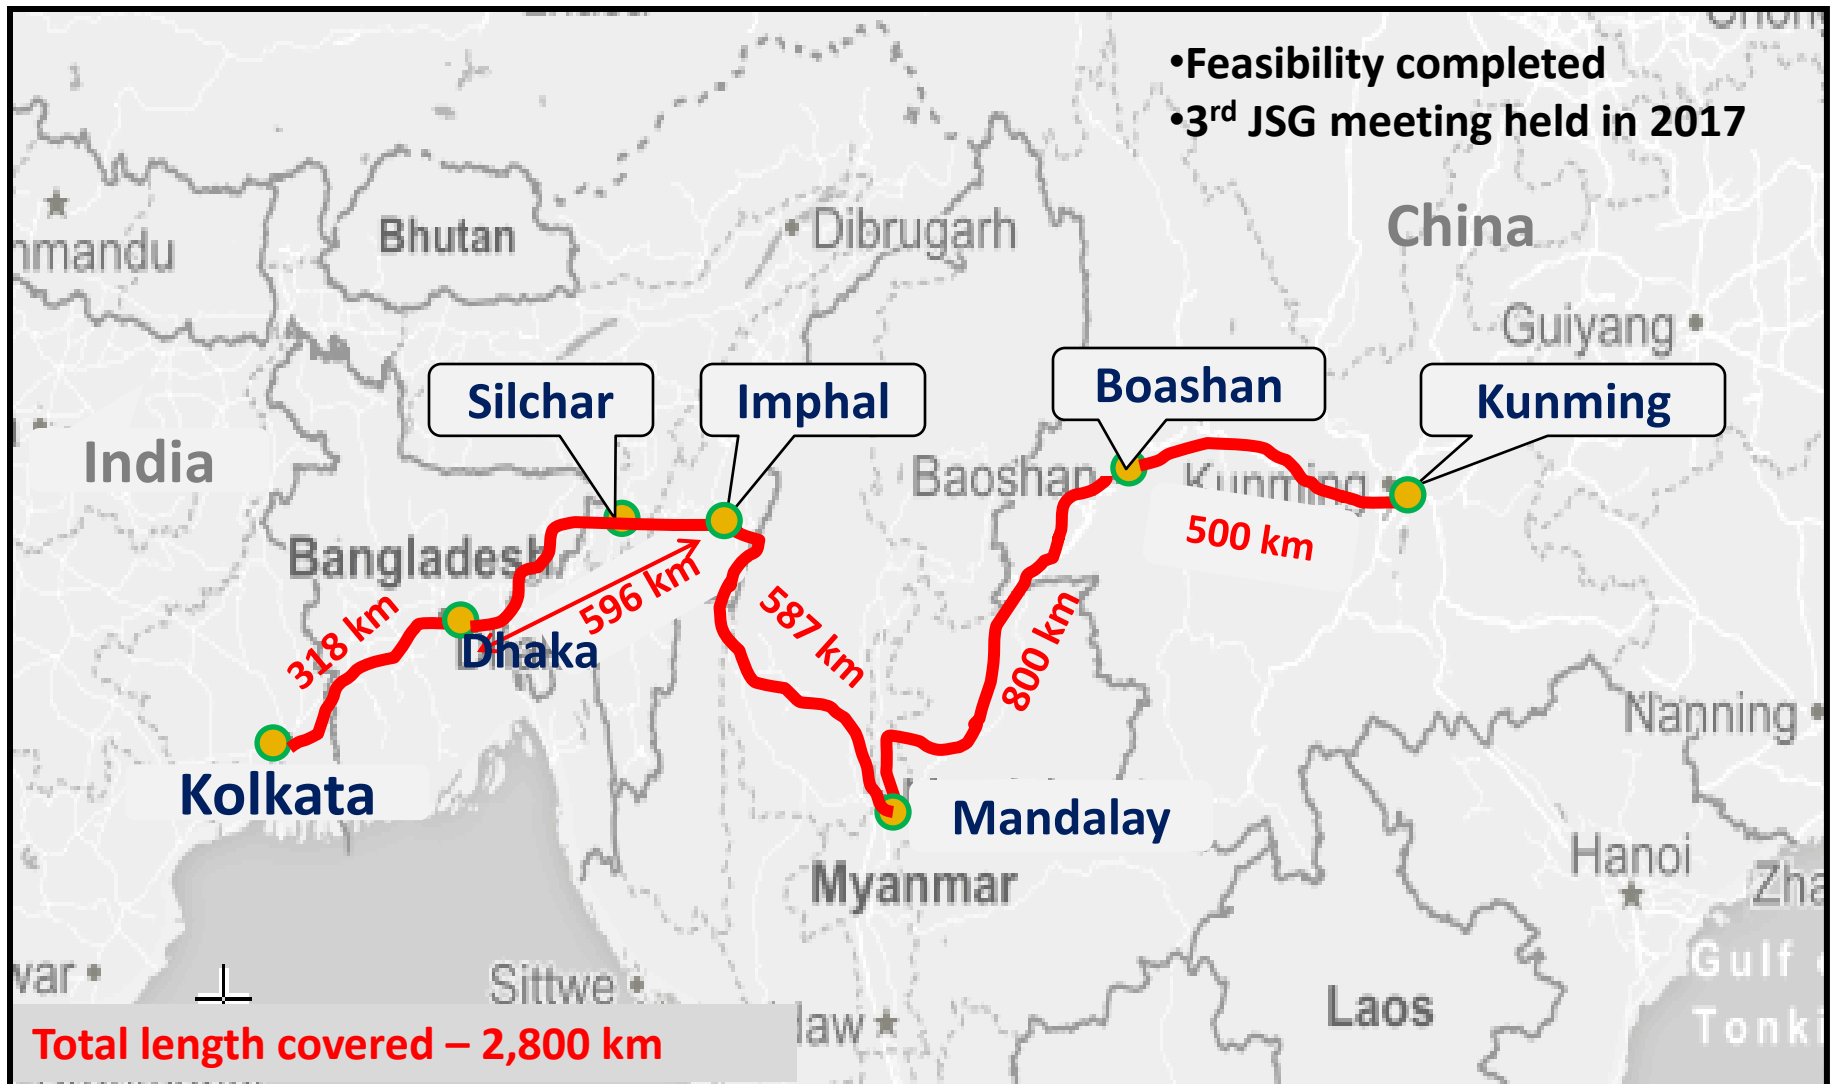 •Feasibility completed
•3rd JSG meeting held in 2017
Bhutan
Dibrugarh
China
Guiyang
Silchar
Imphal
Boashan
Kunming
India
Baoshan
Kunming
500 km
Bangladesh
596 km
318 km
587 km
800 km
Dhaka
Nanning
Kolkata
Mandalay
Hanoi
Myanmar
Sittwe
Laos
Gulf
Total length covered – 2,800 km